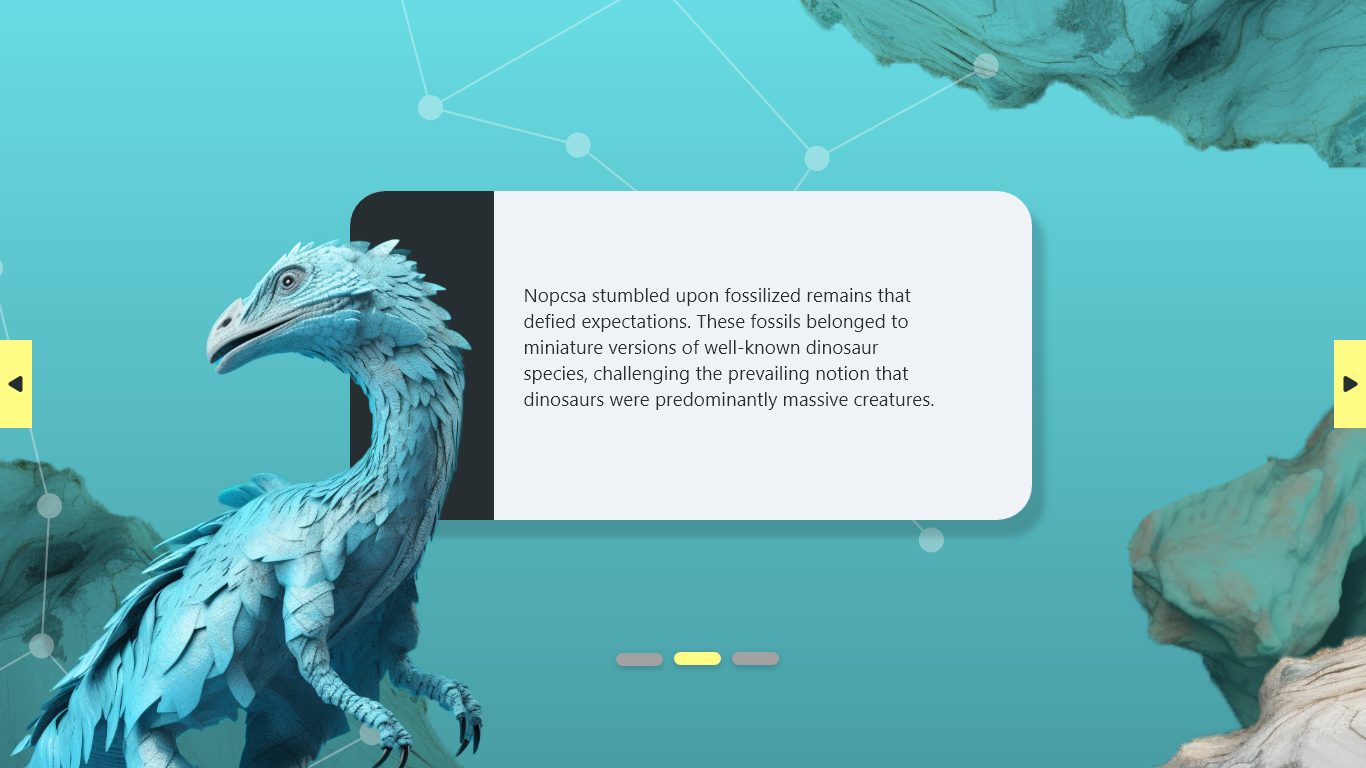 Nopcsa stumbled upon fossilized remains that
defied expectations. These fossils belonged to
miniature versions of well-known dinosaur
species, challenging the prevailing notion that
dinosaurs were predominantly massive creatures.